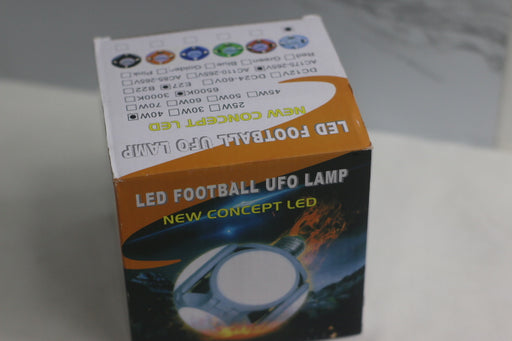 LED FOOTBALL UFO LAMP
NEW CONCEPT LED
25W 30W 40W
45W 50W 60W 70W
6500K 3000K
E27 B22
DC12V DC24-60V
AC175-265V AC110-265V AC85-265V
Red Green Blue Golden Pink
LED FOOTBALL UFO LAMP
NEW CONCEPT LED